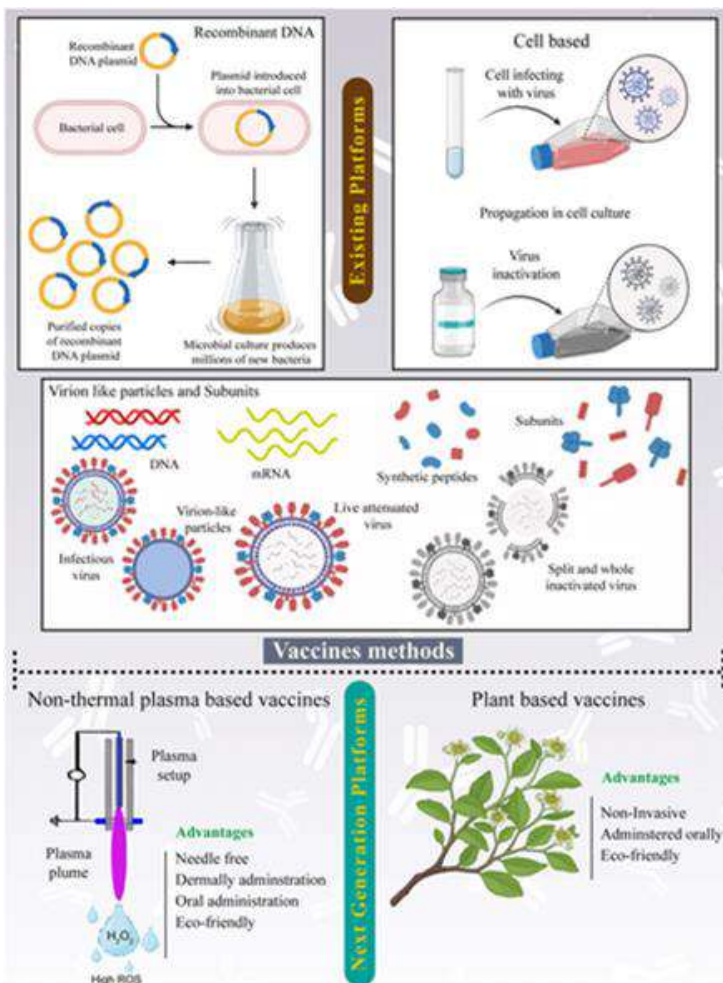 Recombinant DNA
Recombinant
DNA plasmid
Plasmid introduced
into bacterial cell
Bacterial cell
Purified copies
of recombinant
DNA plasmid
Microbial culture produces
millions of new bacteria
Existing Platforms
Cell based
Cell infecting
with virus
Propagation in cell culture
Virus
inactivation
Virion like particles and Subunits
DNA
mRNA
Synthetic peptides
Subunits
Infectious
virus
Virion-like
particles
Live attenuated
virus
Split and whole
inactivated virus
Vaccines methods
Non-thermal plasma based vaccines
Plasma
setup
Plasma
plume
H2O2
High ROS
Advantages
Needle free
Dermally adminstration
Oral administration
Eco-friendly
Next Generation Platforms
Plant based vaccines
Advantages
Non-Invasive
Adminstered orally
Eco-friendly